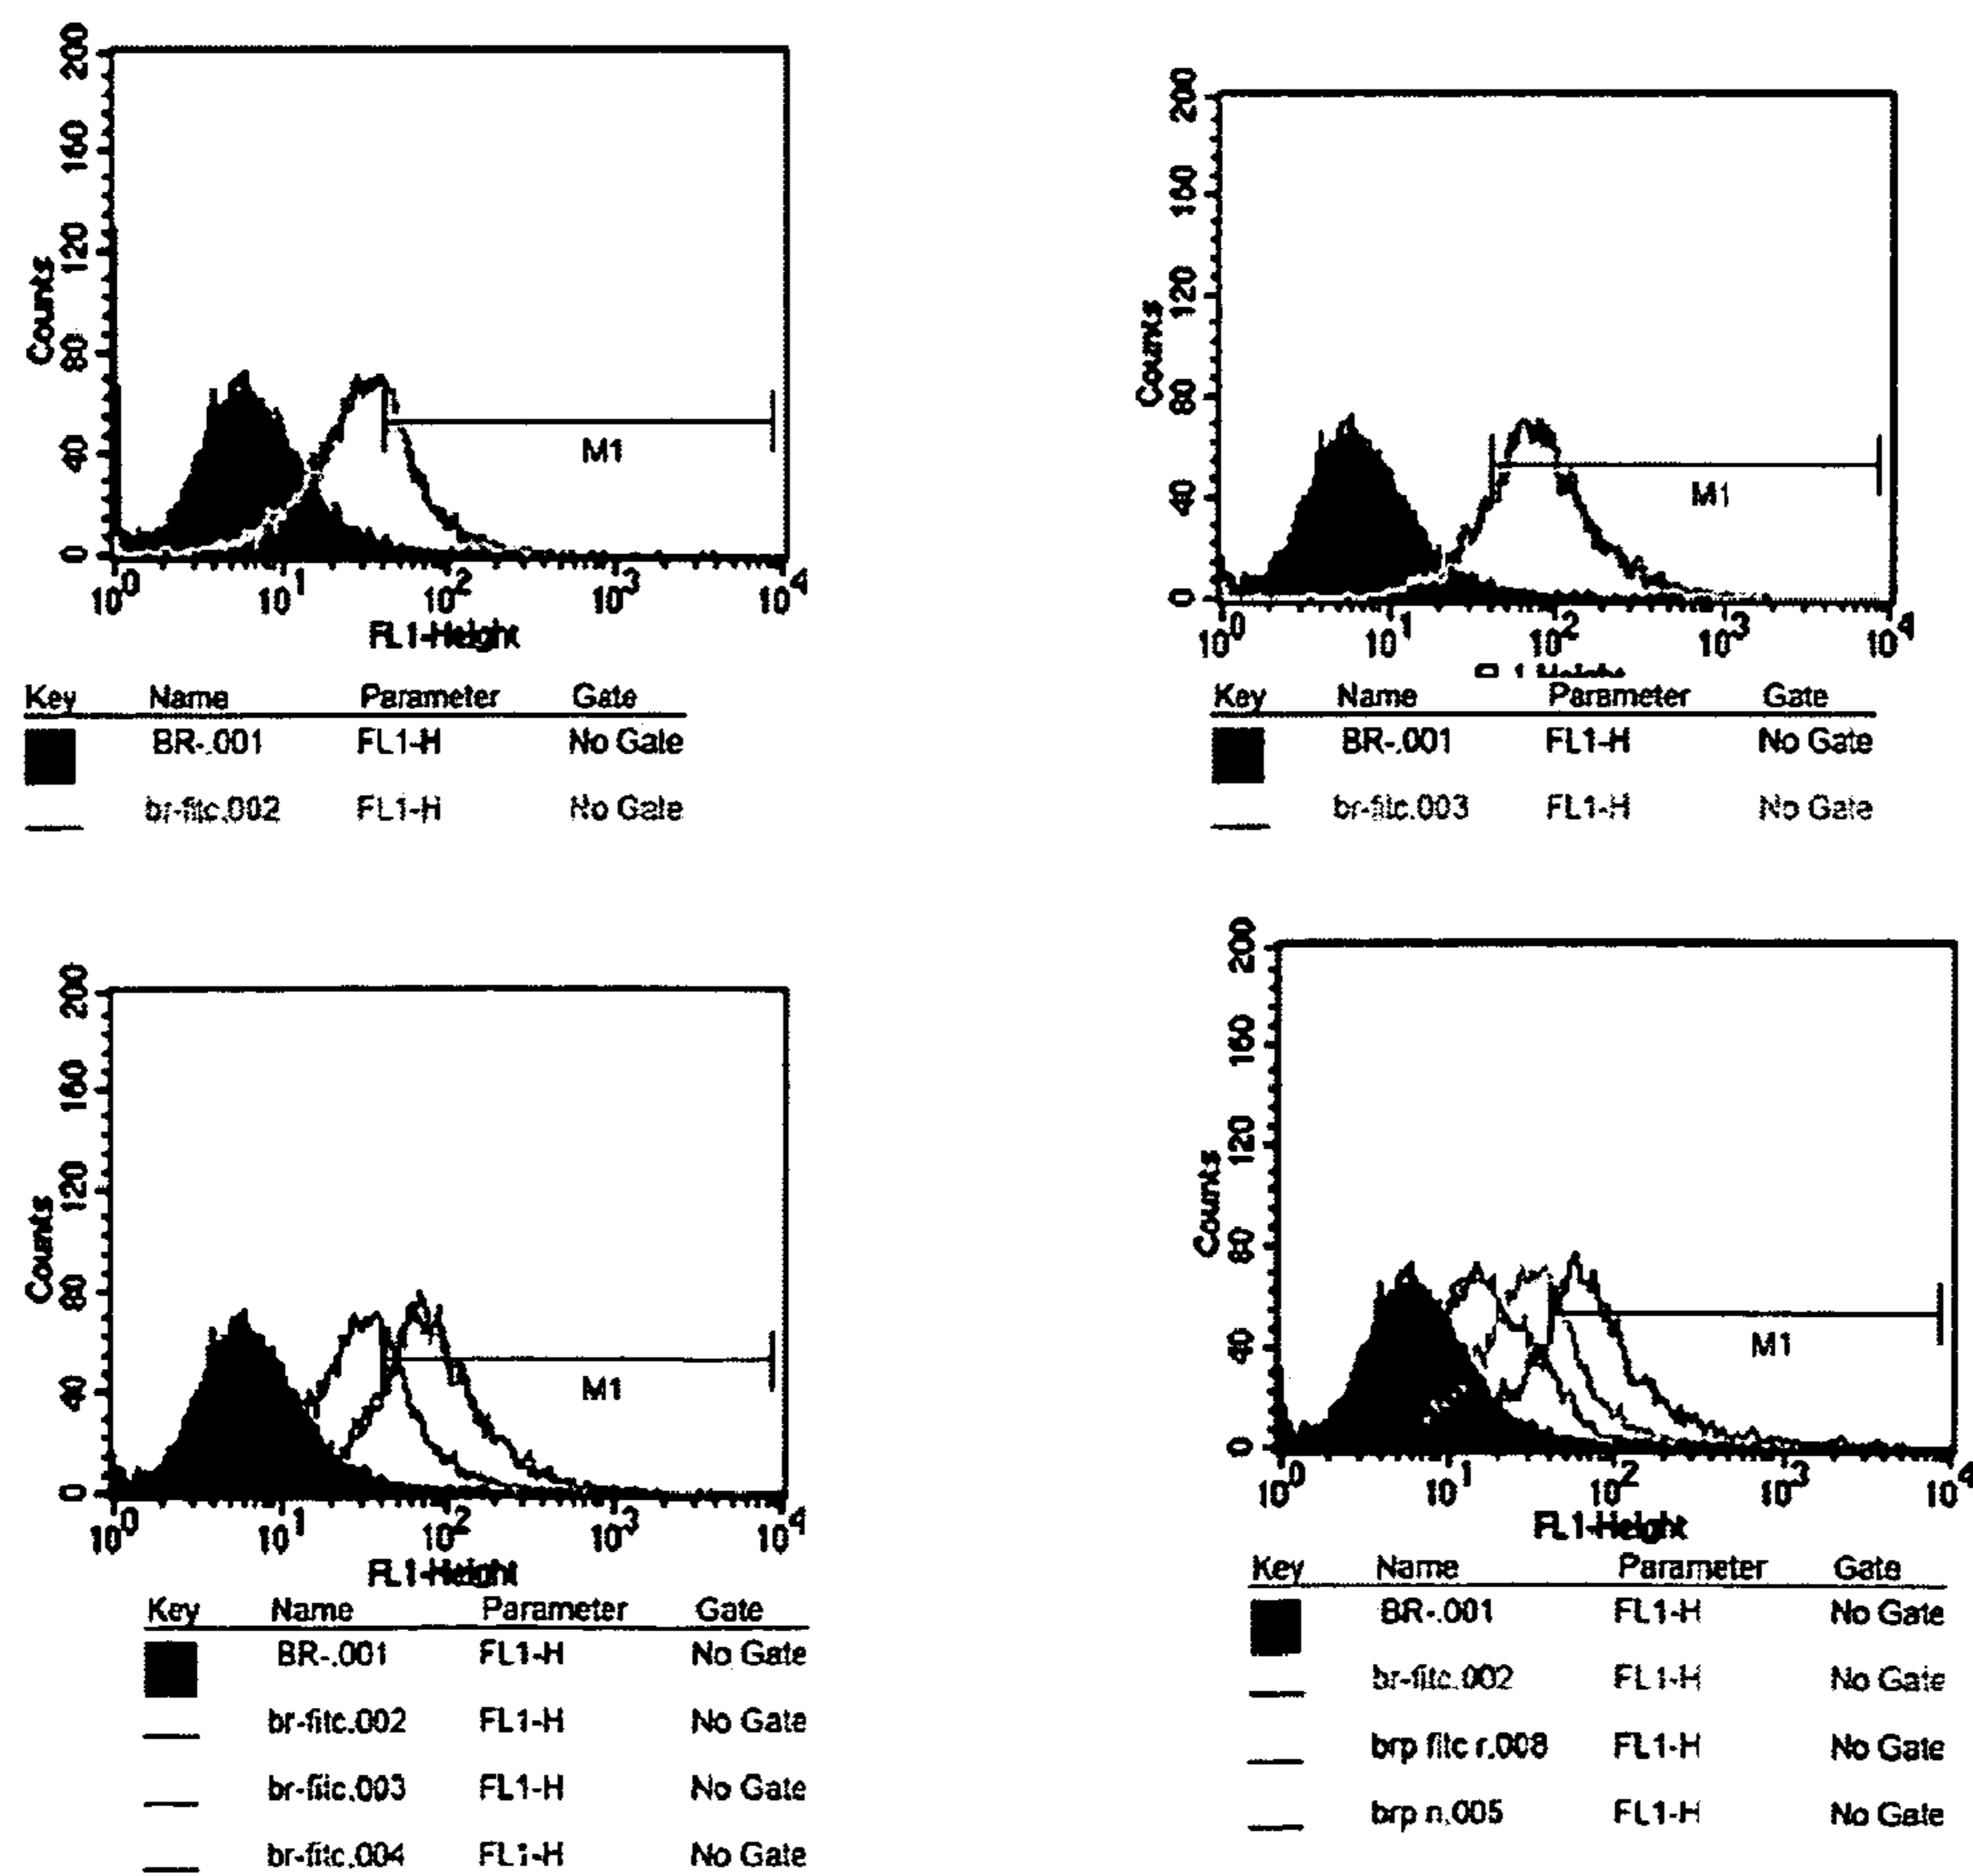 200
160
120
80
40
0
Counts
10^0 10^1 10^2 10^3 10^4
FL1-Height
M1
Key Name Parameter Gate
BR-.001 FL1-H No Gate
br-fitc.002 FL1-H No Gate
200
160
120
80
40
0
Counts
10^0 10^1 10^2 10^3 10^4
M1
Key Name Parameter Gate
BR-.001 FL1-H No Gate
br-fitc.003 FL1-H No Gate
200
160
120
80
40
0
Counts
10^0 10^1 10^2 10^3 10^4
FL1-Height
M1
Key Name Parameter Gate
BR-.001 FL1-H No Gate
br-fitc.002 FL1-H No Gate
br-fitc.003 FL1-H No Gate
br-fitc.004 FL1-H No Gate
200
160
120
80
40
0
Counts
10^0 10^1 10^2 10^3 10^4
FL1-Height
M1
Key Name Parameter Gate
BR-.001 FL1-H No Gate
br-fitc.002 FL1-H No Gate
brp fitc r.008 FL1-H No Gate
brp n.005 FL1-H No Gate